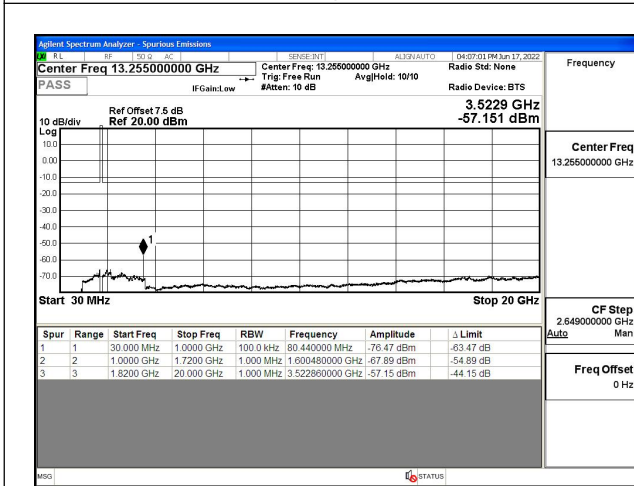 Agilent Spectrum Analyzer - Spurious Emissions
RL RF 50 Ω AC SENSE:INT ALIGN AUTO 04:07:01 PM Jun 17, 2022
Center Freq 13.255000000 GHz Center Freq: 13.255000000 GHz Radio Std: None Frequency
PASS Trig: Free Run Avg|Hold: 10/10
IFGain:Low #Atten: 10 dB Radio Device: BTS
Ref Offset 7.5 dB 3.5229 GHz
10 dB/div Ref 20.00 dBm -57.151 dBm
Log
10.0
0.00
-10.0
-20.0
-30.0
-40.0
-50.0
-60.0
-70.0
1
Start 30 MHz Stop 20 GHz
Center Freq
13.255000000 GHz
CF Step
2.649000000 GHz
Auto Man
Freq Offset
0 Hz
Spur Range Start Freq Stop Freq RBW Frequency Amplitude Δ Limit
1 1 30.000 MHz 1.0000 GHz 100.0 kHz 80.440000 MHz -76.47 dBm -63.47 dB
2 2 1.0000 GHz 1.7200 GHz 1.000 MHz 1.600480000 GHz -67.89 dBm -54.89 dB
3 3 1.8200 GHz 20.000 GHz 1.000 MHz 3.522860000 GHz -57.15 dBm -44.15 dB
MSG STATUS